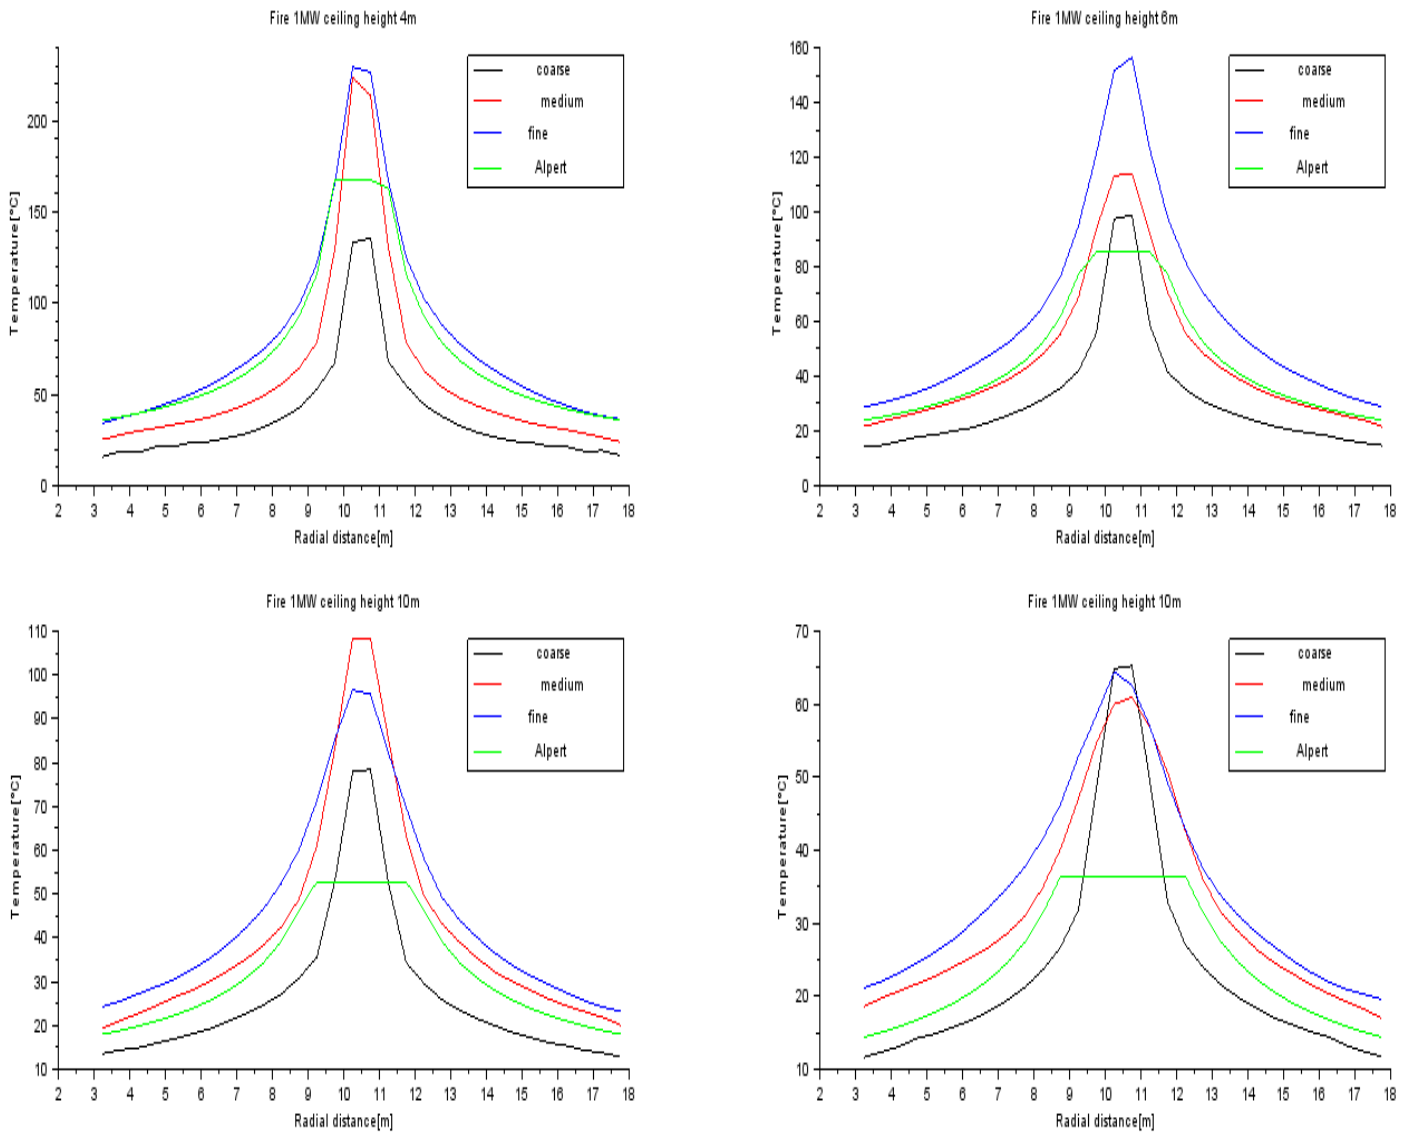 Fire 1MW ceiling height 4m
coarse
medium
fine
Alpert
Temperature[°C]
200
150
100
50
0
2 3 4 5 6 7 8 9 10 11 12 13 14 15 16 17 18
Radial distance[m]
Fire 1MW ceiling height 6m
coarse
medium
fine
Alpert
Temperature[°C]
160
140
120
100
80
60
40
20
0
2 3 4 5 6 7 8 9 10 11 12 13 14 15 16 17 18
Radial distance[m]
Fire 1MW ceiling height 10m
coarse
medium
fine
Alpert
Temperature[°C]
110
100
90
80
70
60
50
40
30
20
10
2 3 4 5 6 7 8 9 10 11 12 13 14 15 16 17 18
Radial distance[m]
Fire 1MW ceiling height 10m
coarse
medium
fine
Alpert
Temperature[°C]
70
60
50
40
30
20
10
2 3 4 5 6 7 8 9 10 11 12 13 14 15 16 17 18
Radial distance[m]